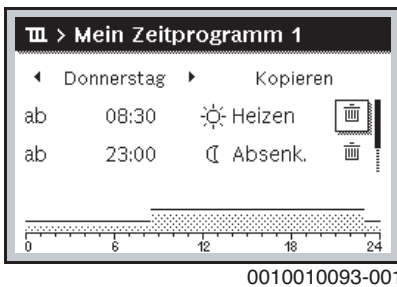 > Mein Zeitprogramm 1
Donnerstag Kopieren
ab 08:30 Heizen
ab 23:00 Absenk.
0 6 12 18 24
0010010093-001